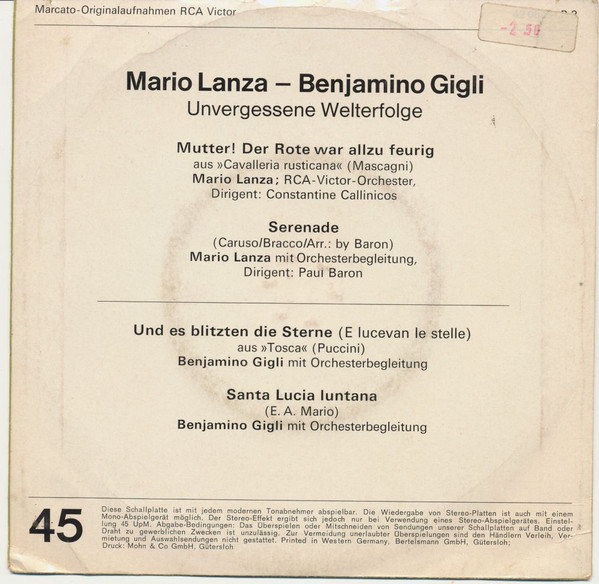 Marcato-Originalaufnahmen RCA Victor
-2.50
Mario Lanza – Benjamino Gigli
Unvergessene Welterfolge
Mutter! Der Rote war allzu feurig
aus »Cavalleria rusticana« (Mascagni)
Mario Lanza; RCA-Victor-Orchester,
Dirigent: Constantine Callinicos
Serenade
(Caruso/Bracco/Arr.: by Baron)
Mario Lanza mit Orchesterbegleitung,
Dirigent: Paul Baron
Und es blitzten die Sterne (E lucevan le stelle)
aus »Tosca« (Puccini)
Benjamino Gigli mit Orchesterbegleitung
Santa Lucia luntana
(E. A. Mario)
Benjamino Gigli mit Orchesterbegleitung
45
Diese Schallplatte ist mit jedem modernen Tonabnehmer abspielbar. Die Wiedergabe von Stereo-Platten ist auch mit einem
Mono-Abspielgerät möglich. Der Stereo-Effekt ergibt sich jedoch nur bei Verwendung eines Stereo-Abspielgerätes. Einstel-
lung 45 UpM. Abgabe-Bedingungen: Das Überspielen oder Mitschneiden von Sendungen unserer Schallplatten auf Band oder
Draht zu gewerblichen Zwecken ist unzulässig. Zur Vermeidung unerlaubter Überspielungen sind den Händlern Verleih, Ver-
mietung und Auswahlsendungen nicht gestattet. Printed in Western Germany, Bertelsmann GmbH, Gütersloh;
Druck: Mohn & Co GmbH, Gütersloh